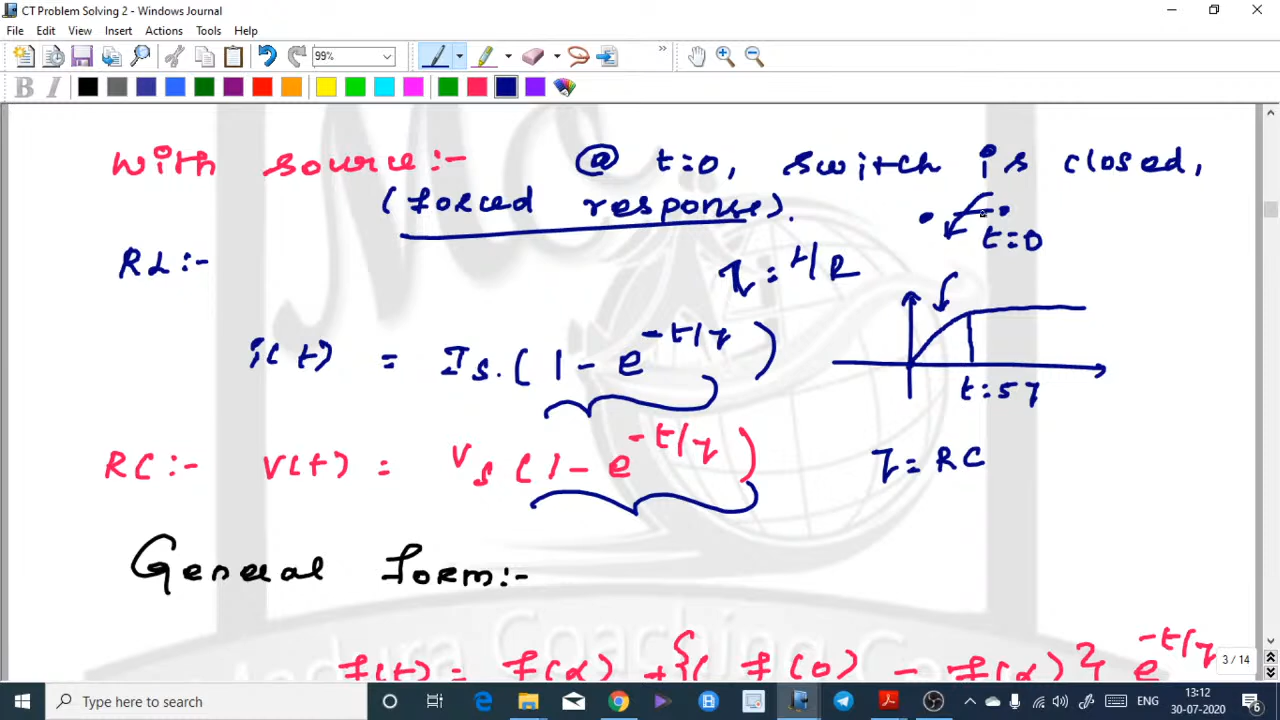 CT Problem Solving 2 - Windows Journal
File Edit View Insert Actions Tools Help
99%
B I
With source:- @ t=0, switch is closed,
(forced response).
t=0
RL:-
τ = L/R
i(t) = Is.(1-e^-t/τ)
t=5τ
RC:- V(t) = Vs(1-e^-t/τ)
τ=RC
General form:-
f(t) = f(α) +{( f(0) - f(α)} e^-t/τ
3 / 14
Type here to search
ENG
13:12
30-07-2020
6